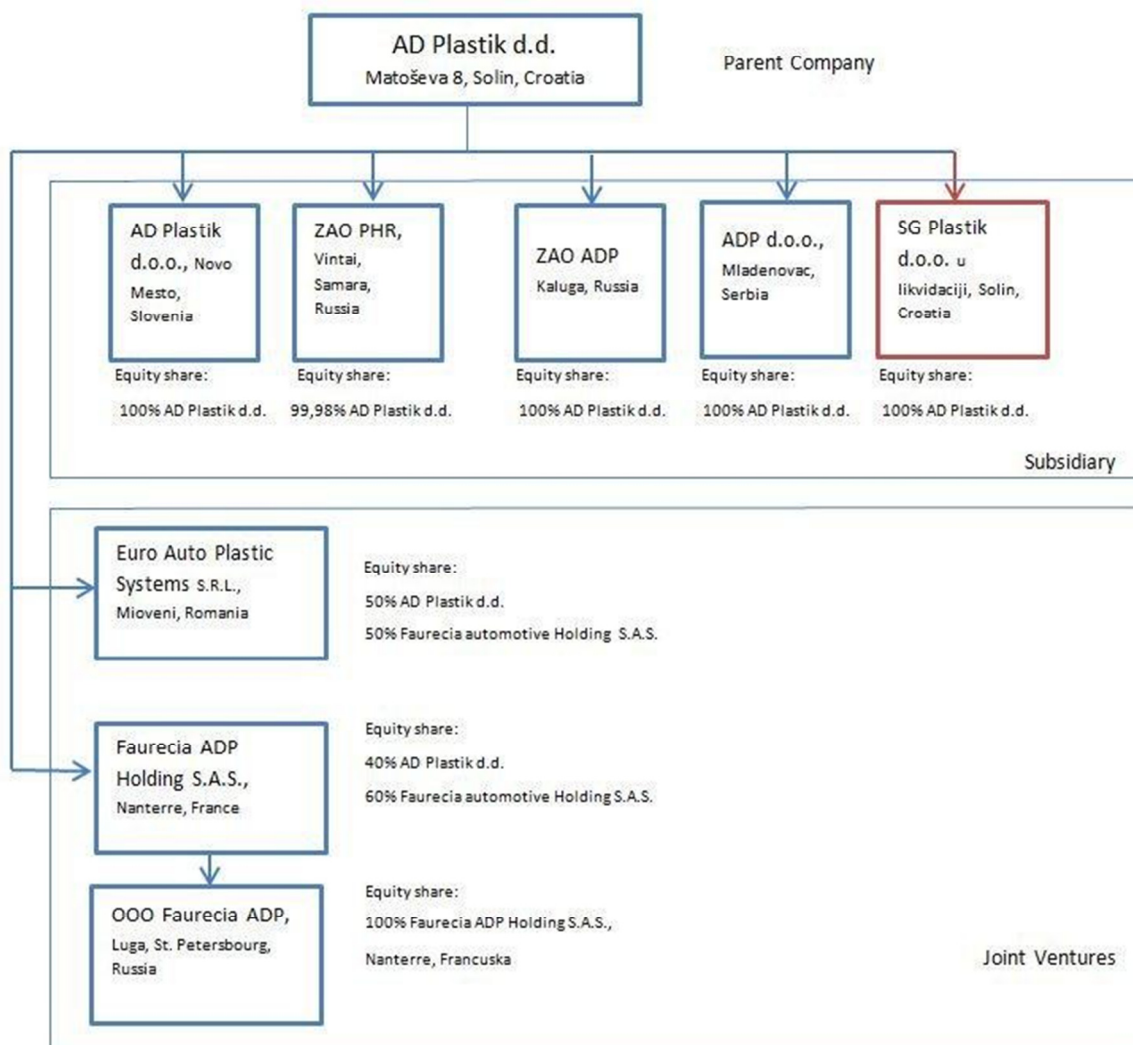 AD Plastik d.d.
Matoševa 8, Solin, Croatia
Parent Company
AD Plastik
d.o.o., Novo
Mesto,
Slovenia
ZAO PHR,
Vintai,
Samara,
Russia
ZAO ADP
Kaluga, Russia
ADP d.o.o.,
Mladenovac,
Serbia
SG Plastik
d.o.o. u
likvidaciji, Solin,
Croatia
Equity share:
100% AD Plastik d.d.
Equity share:
99,98% AD Plastik d.d.
Equity share:
100% AD Plastik d.d.
Equity share:
100% AD Plastik d.d.
Equity share:
100% AD Plastik d.d.
Subsidiary
Euro Auto Plastic
Systems S.R.L.,
Mioveni, Romania
Equity share:
50% AD Plastik d.d.
50% Faurecia automotive Holding S.A.S.
Faurecia ADP
Holding S.A.S.,
Nanterre, France
Equity share:
40% AD Plastik d.d.
60% Faurecia automotive Holding S.A.S.
OOO Faurecia ADP,
Luga, St. Petersbourg,
Russia
Equity share:
100% Faurecia ADP Holding S.A.S.,
Nanterre, Francuska
Joint Ventures